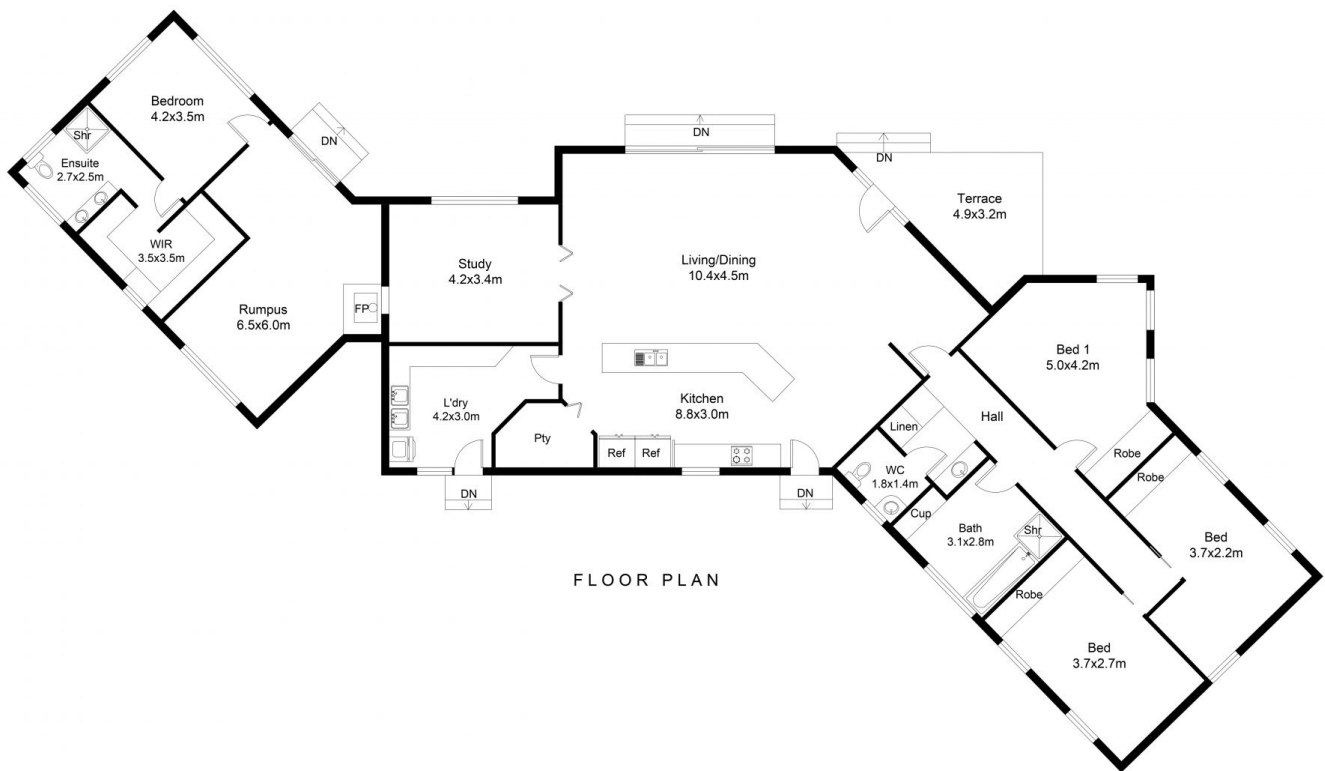 Bedroom
4.2x3.5m
Shr
Ensuite
2.7x2.5m
WIR
3.5x3.5m
Rumpus
6.5x6.0m
DN
FP
Study
4.2x3.4m
L'dry
4.2x3.0m
Pty
DN
DN
Living/Dining
10.4x4.5m
Kitchen
8.8x3.0m
Ref
Ref
DN
DN
Terrace
4.9x3.2m
Bed 1
5.0x4.2m
Hall
Linen
WC
1.8x1.4m
Cup
Bath
3.1x2.8m
Shr
Robe
Robe
Bed
3.7x2.2m
Robe
Bed
3.7x2.7m
FLOOR PLAN